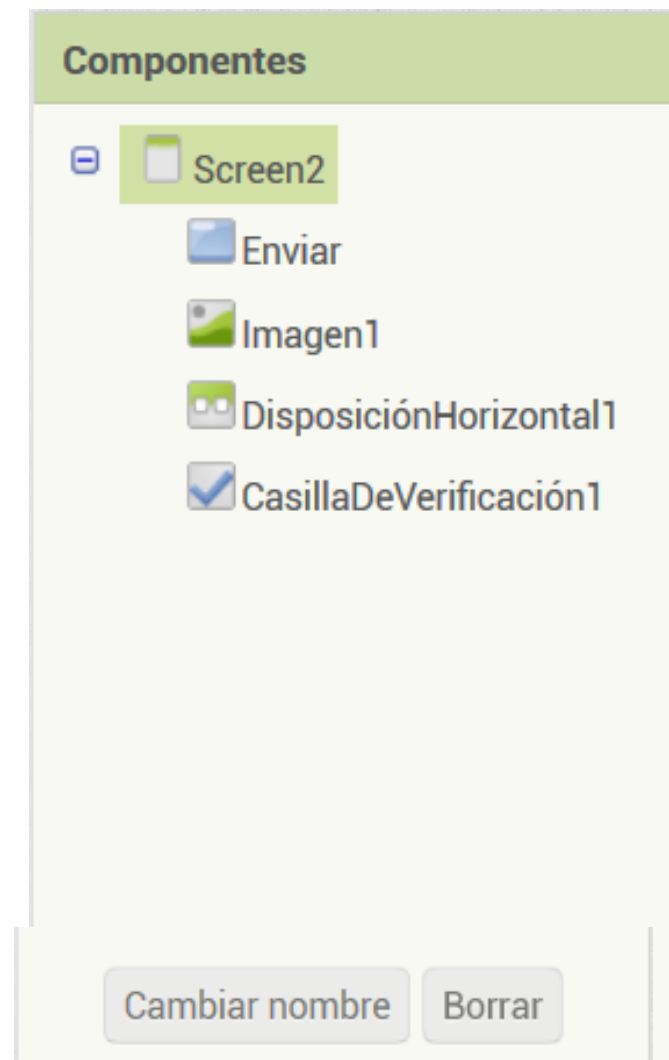 Componentes
Screen2
Enviar
Imagen1
DisposiciónHorizontal1
CasillaDeVerificación1
Cambiar nombre Borrar